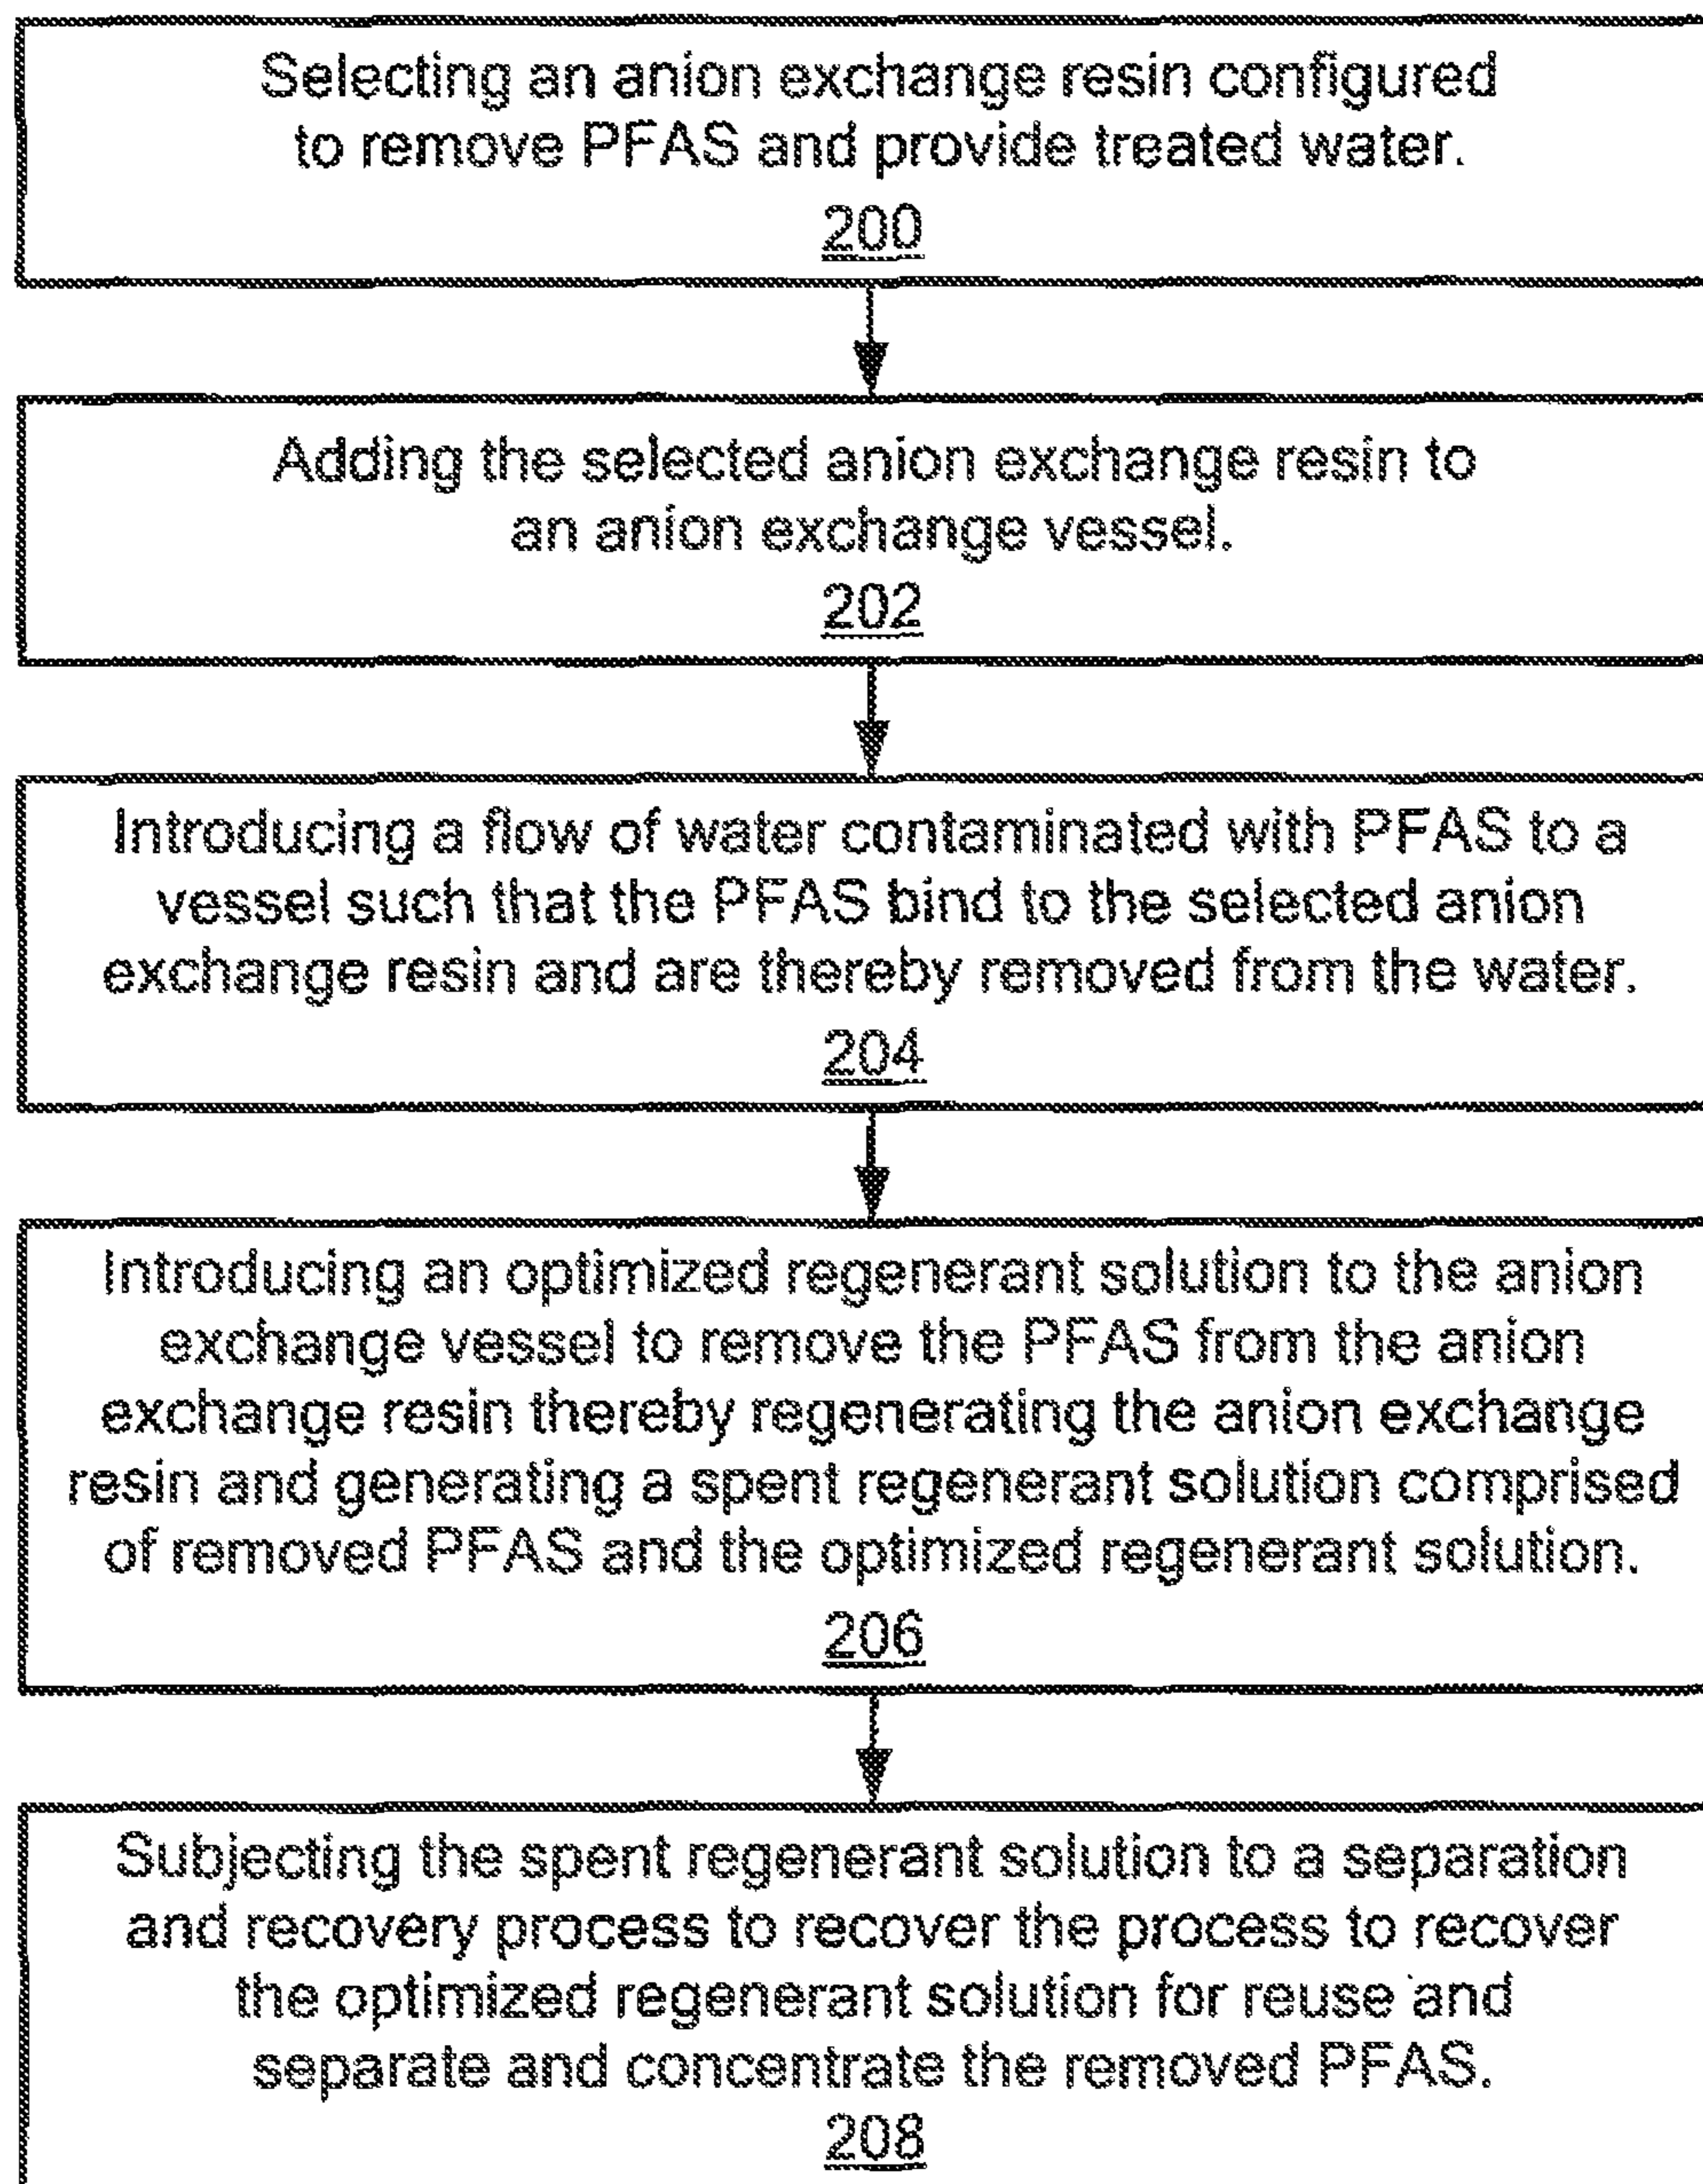 Selecting an anion exchange resin configured
to remove PFAS and provide treated water.
200
Adding the selected anion exchange resin to
an anion exchange vessel.
202
Introducing a flow of water contaminated with PFAS to a
vessel such that the PFAS bind to the selected anion
exchange resin and are thereby removed from the water.
204
Introducing an optimized regenerant solution to the anion
exchange vessel to remove the PFAS from the anion
exchange resin thereby regenerating the anion exchange
resin and generating a spent regenerant solution comprised
of removed PFAS and the optimized regenerant solution.
206
Subjecting the spent regenerant solution to a separation
and recovery process to recover the process to recover
the optimized regenerant solution for reuse and
separate and concentrate the removed PFAS.
208